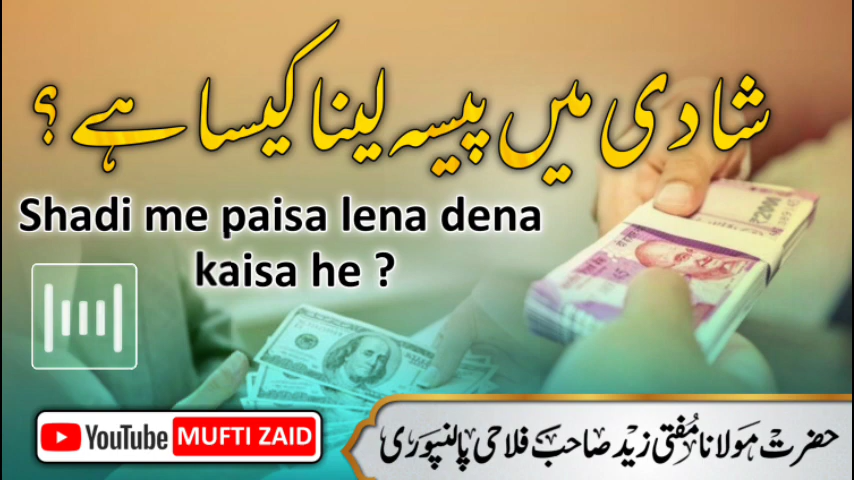 شادی میں پیسہ لینا کیسا ہے ؟
Shadi me paisa lena dena
kaisa he ?
YouTube MUFTI ZAID
حضرت مولانا مفتی زید صاحب فلاحی پالنپوری
₹2000